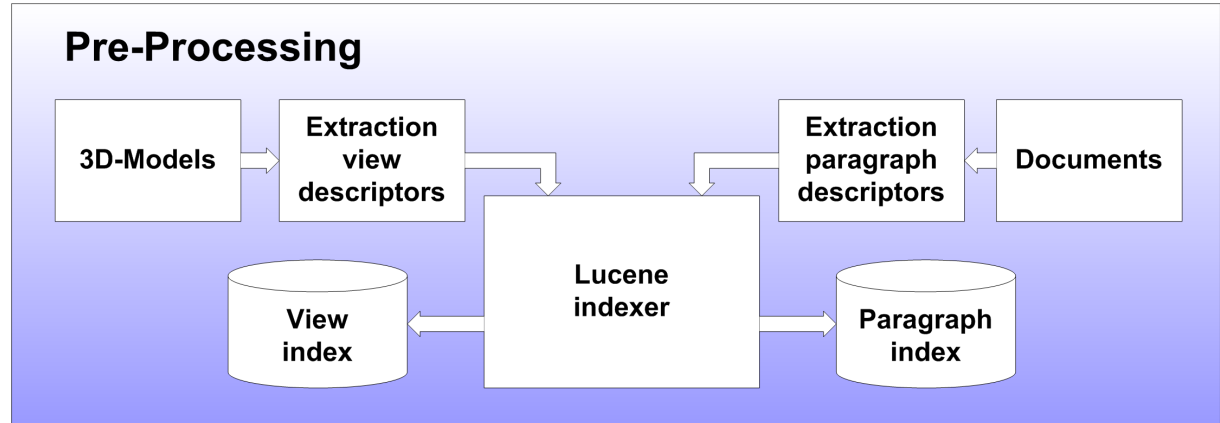 Pre-Processing
3D-Models
Extraction
view
descriptors
Extraction
paragraph
descriptors
Documents
Lucene
indexer
View
index
Paragraph
index